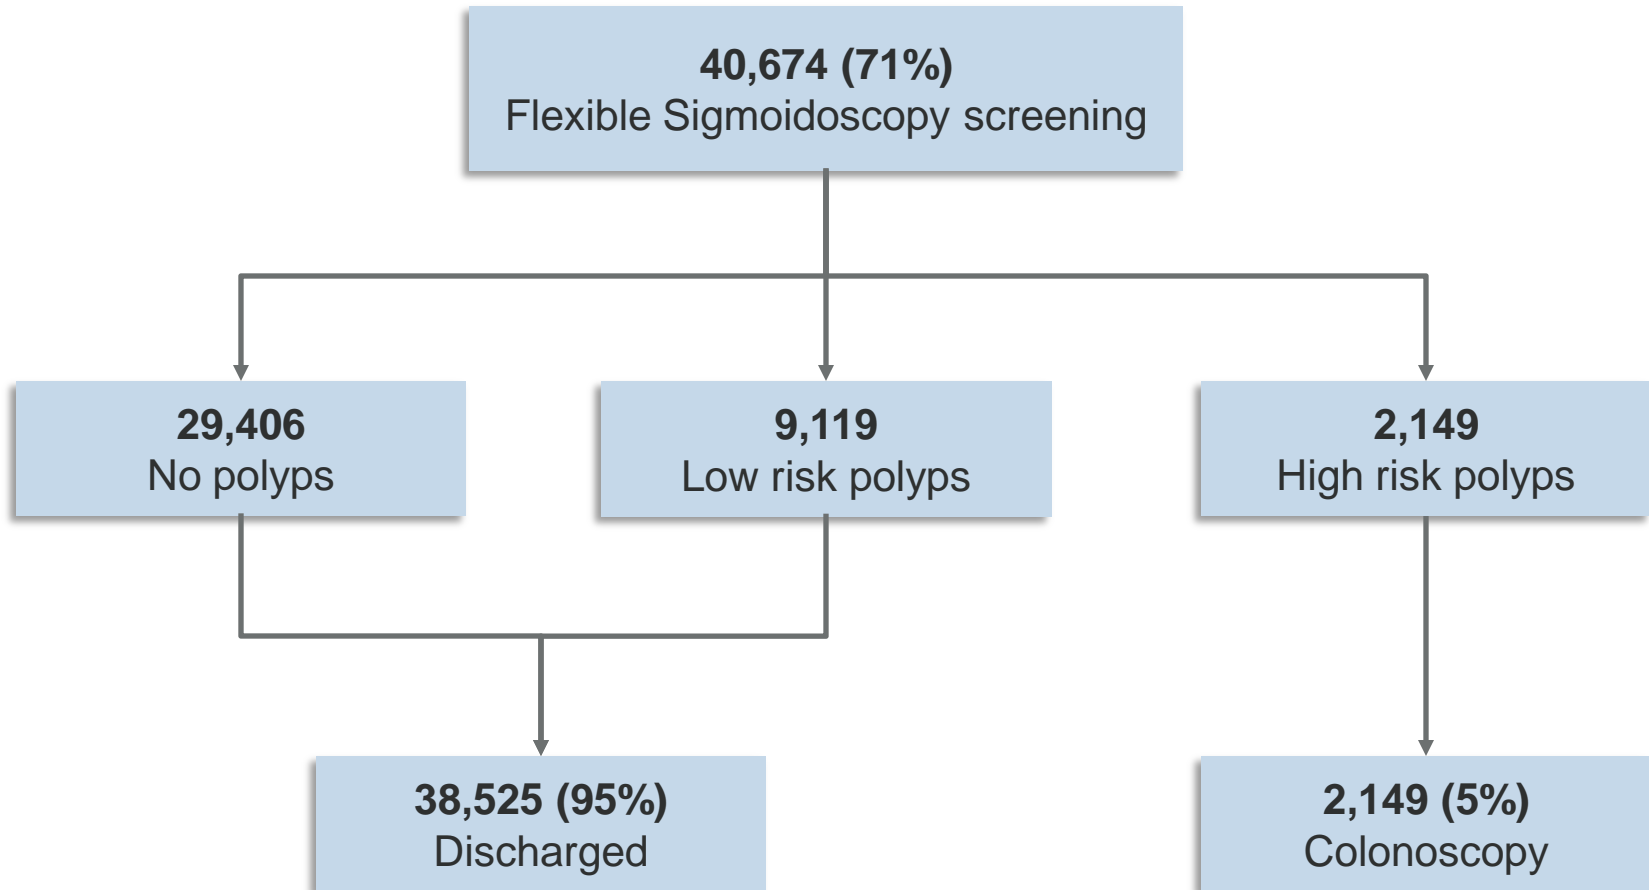 40,674 (71%)
Flexible Sigmoidoscopy screening
29,406
No polyps
9,119
Low risk polyps
2,149
High risk polyps
38,525 (95%)
Discharged
2,149 (5%)
Colonoscopy